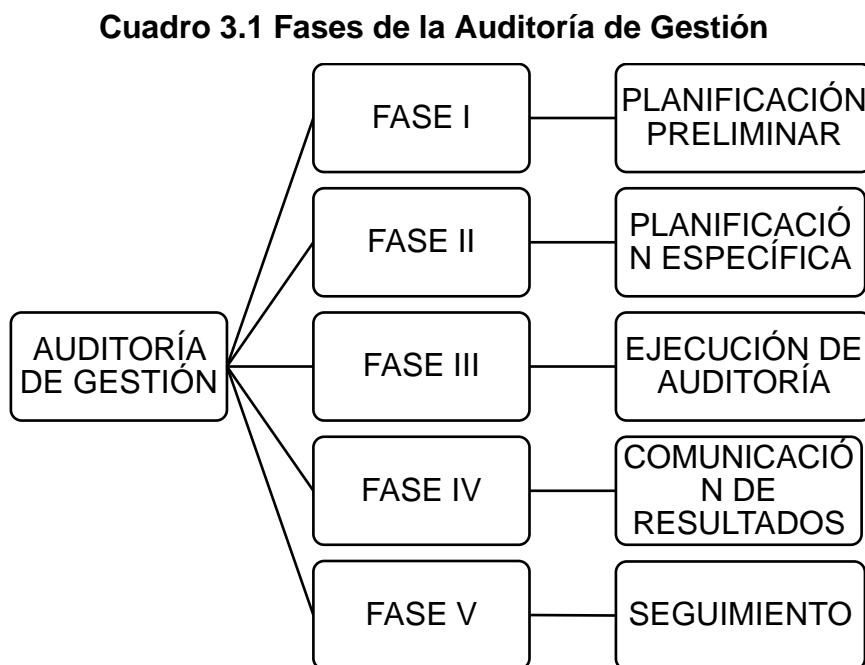 Cuadro 3.1 Fases de la Auditoría de Gestión
FASE I
PLANIFICACIÓN
PRELIMINAR
FASE II
PLANIFICACIÓ
N ESPECÍFICA
AUDITORÍA
DE GESTIÓN
FASE III
EJECUCIÓN DE
AUDITORÍA
FASE IV
COMUNICACIÓ
N DE
RESULTADOS
FASE V
SEGUIMIENTO